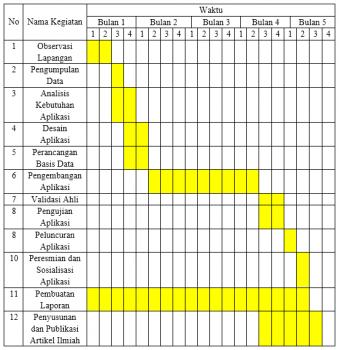 No Nama Kegiatan Waktu
Bulan 1 Bulan 2 Bulan 3 Bulan 4 Bulan 5
1 2 3 4 1 2 3 4 1 2 3 4 1 2 3 4 1 2 3 4
1 Observasi
Lapangan
2 Pengumpulan
Data
3 Analisis
Kebutuhan
Aplikasi
4 Desain
Aplikasi
5 Perancangan
Basis Data
6 Pengembangan
Aplikasi
7 Validasi Ahli
8 Pengujian
Aplikasi
8 Peluncuran
Aplikasi
10 Peresmian dan
Sosialisasi
Aplikasi
11 Pembuatan
Laporan
12 Penyusunan
dan Publikasi
Artikel Ilmiah